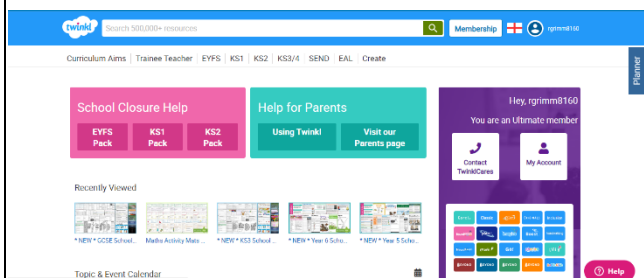 twinkl Search 500,000+ resources Membership rgrimm8160
Curriculum Aims Trainee Teacher EYFS KS1 KS2 KS3/4 SEND EAL Create
Planner
School Closure Help
EYFS Pack
KS1 Pack
KS2 Pack
Help for Parents
Using Twinkl
Visit our Parents page
Hey, rgrimm8160
You are an Ultimate member
Contact TwinklCares
My Account
Recently Viewed
* NEW * GCSE School...
Maths Activity Mats ...
* NEW * KS3 School ...
* NEW * Year 6 Scho...
* NEW * Year 5 Scho...
Topic & Event Calendar
Help